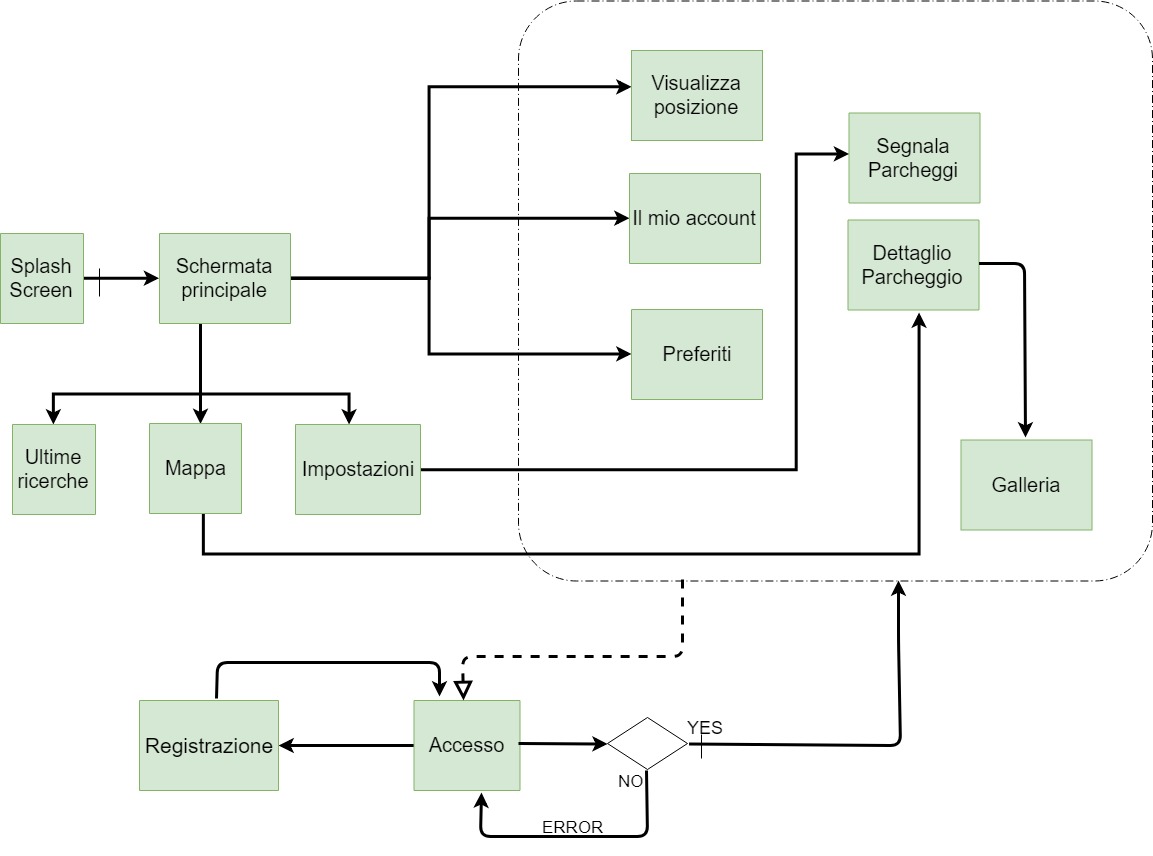 Visualizza
posizione
Segnala
Parcheggi
Il mio account
Splash
Screen
Schermata
principale
Dettaglio
Parcheggio
Preferiti
Ultime
ricerche
Mappa
Impostazioni
Galleria
Registrazione
Accesso
YES
NO
ERROR